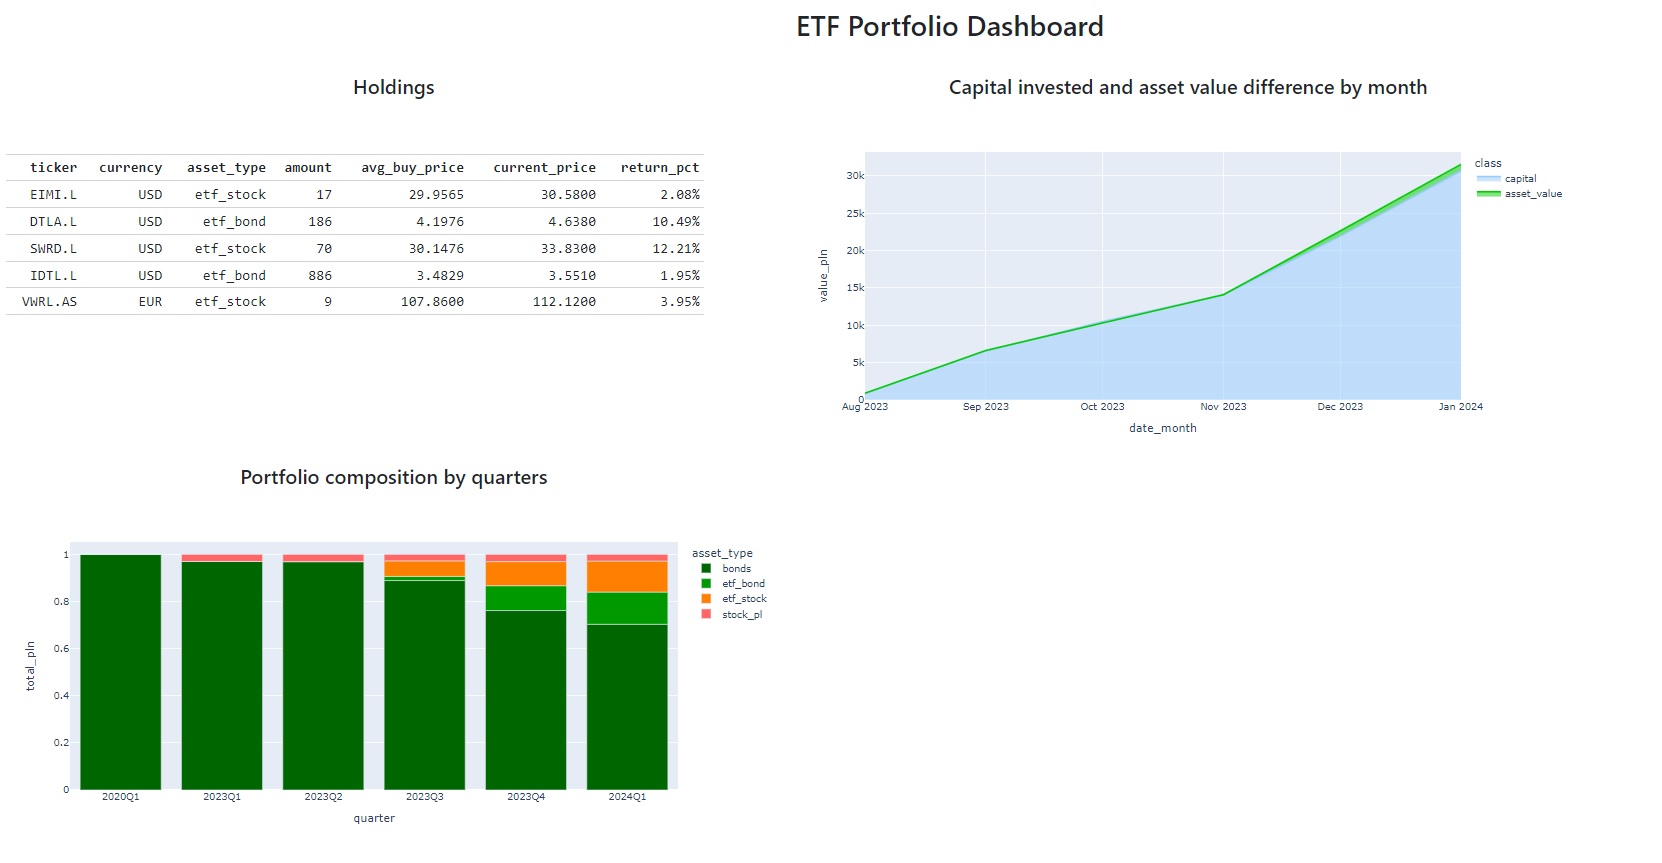 ETF Portfolio Dashboard
Holdings
ticker currency asset_type amount avg_buy_price current_price return_pct
EIMI.L USD etf_stock 17 29.9565 30.5800 2.08%
DTLA.L USD etf_bond 186 4.1976 4.6380 10.49%
SWRD.L USD etf_stock 70 30.1476 33.8300 12.21%
IDTL.L USD etf_bond 886 3.4829 3.5510 1.95%
VWRL.AS EUR etf_stock 9 107.8600 112.1200 3.95%
Capital invested and asset value difference by month
class
capital
asset_value
value_pln
30k
25k
20k
15k
10k
5k
0
Aug 2023 Sep 2023 Oct 2023 Nov 2023 Dec 2023 Jan 2024
date_month
Portfolio composition by quarters
asset_type
bonds
etf_bond
etf_stock
stock_pl
total_pln
1
0.8
0.6
0.4
0.2
0
2020Q1 2023Q1 2023Q2 2023Q3 2023Q4 2024Q1
quarter